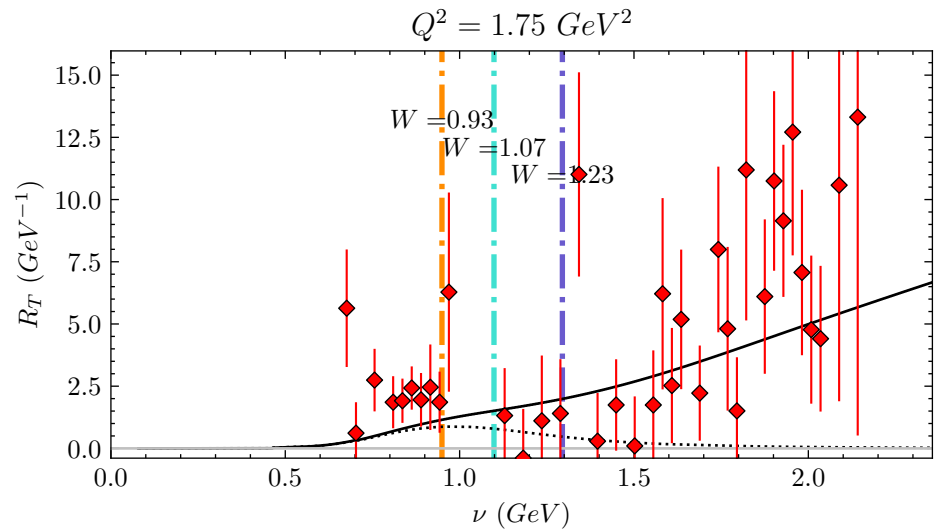 Q^2 = 1.75 GeV^2
15.0
12.5
10.0
7.5
5.0
2.5
0.0
R_T (GeV^{-1})
W =0.93
W =1.07
W =1.23
0.0 0.5 1.0 1.5 2.0
ν (GeV)